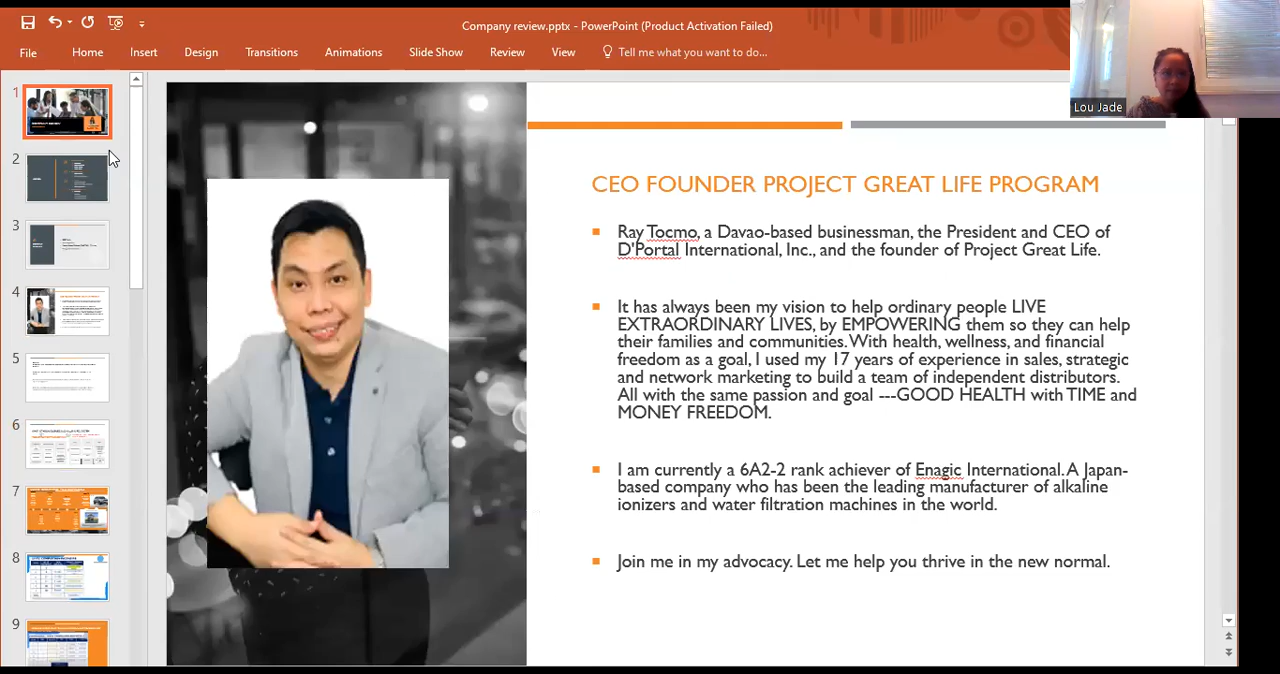 Company review.pptx - PowerPoint (Product Activation Failed)
File Home Insert Design Transitions Animations Slide Show Review View Tell me what you want to do...
Lou Jade
1
2
3
4
5
6
7
8
9
CEO FOUNDER PROJECT GREAT LIFE PROGRAM
Ray Tocmo, a Davao-based businessman, the President and CEO of
D'Portal International, Inc., and the founder of Project Great Life.
It has always been my vision to help ordinary people LIVE
EXTRAORDINARY LIVES, by EMPOWERING them so they can help
their families and communities. With health, wellness, and financial
freedom as a goal, I used my 17 years of experience in sales, strategic
and network marketing to build a team of independent distributors.
All with the same passion and goal ---GOOD HEALTH with TIME and
MONEY FREEDOM.
I am currently a 6A2-2 rank achiever of Enagic International. A Japan-
based company who has been the leading manufacturer of alkaline
ionizers and water filtration machines in the world.
Join me in my advocacy. Let me help you thrive in the new normal.